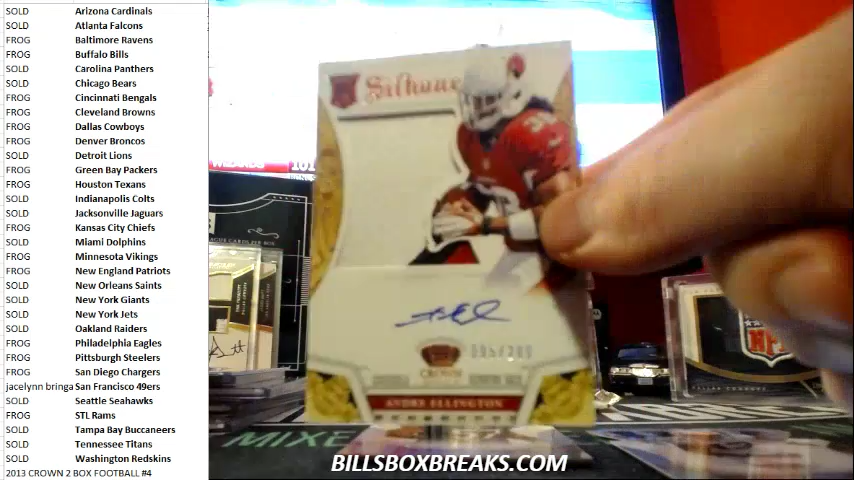 SOLD Arizona Cardinals
SOLD Atlanta Falcons
FROG Baltimore Ravens
FROG Buffalo Bills
SOLD Carolina Panthers
SOLD Chicago Bears
FROG Cincinnati Bengals
FROG Cleveland Browns
FROG Dallas Cowboys
FROG Denver Broncos
SOLD Detroit Lions
FROG Green Bay Packers
FROG Houston Texans
SOLD Indianapolis Colts
SOLD Jacksonville Jaguars
FROG Kansas City Chiefs
SOLD Miami Dolphins
FROG Minnesota Vikings
FROG New England Patriots
SOLD New Orleans Saints
SOLD New York Giants
SOLD New York Jets
SOLD Oakland Raiders
FROG Philadelphia Eagles
FROG Pittsburgh Steelers
FROG San Diego Chargers
jacelynn bringa San Francisco 49ers
SOLD Seattle Seahawks
FROG STL Rams
SOLD Tampa Bay Buccaneers
SOLD Tennessee Titans
SOLD Washington Redskins
2013 CROWN 2 BOX FOOTBALL #4
Silhoue
38
CROWN
ANDRE ELLINGTON
NFL
MIXE
BILLSBOXBREAKS.COM